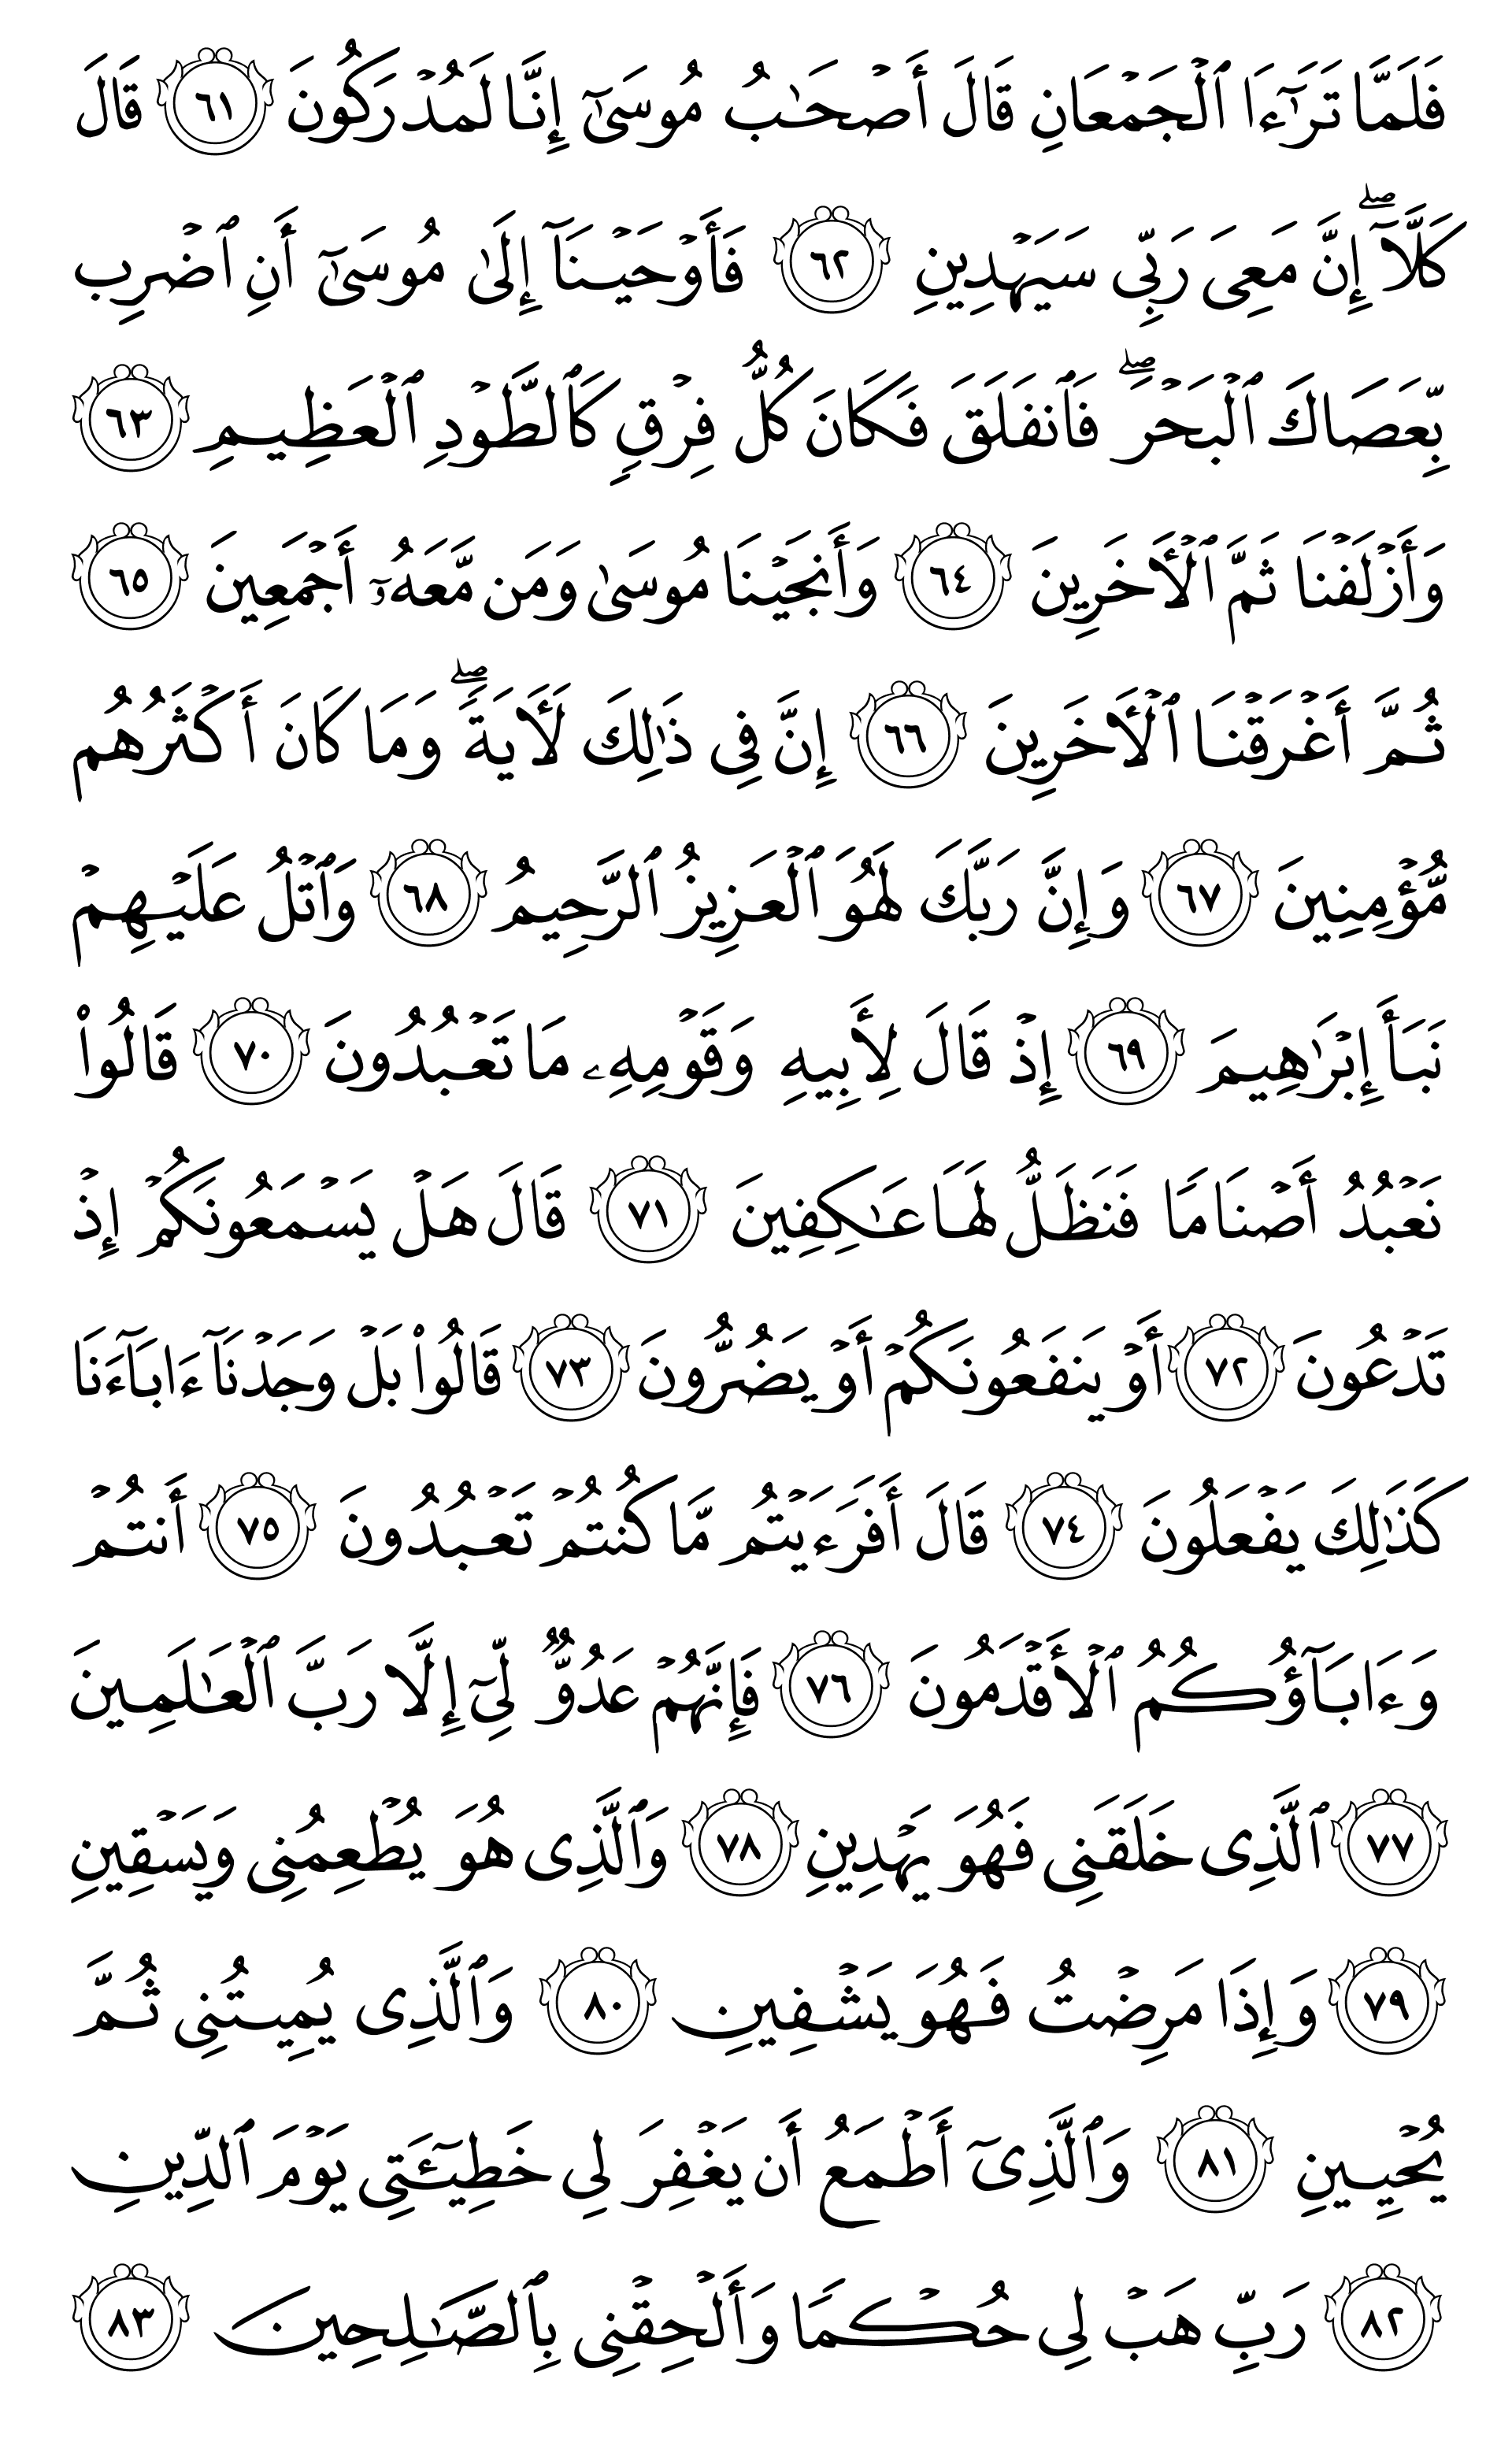 فَلَمَّا تَرَٰٓءَا ٱلۡجَمۡعَانِ قَالَ أَصۡحَٰبُ مُوسَىٰٓ إِنَّا لَمُدۡرَكُونَ ٦١ قَالَ
كَلَّآۖ إِنَّ مَعِيَ رَبِّي سَيَهۡدِينِ ٦٢ فَأَوۡحَيۡنَآ إِلَىٰ مُوسَىٰٓ أَنِ ٱضۡرِب
بِّعَصَاكَ ٱلۡبَحۡرَۖ فَٱنفَلَقَ فَكَانَ كُلُّ فِرۡقٖ كَٱلطَّوۡدِ ٱلۡعَظِيمِ ٦٣
وَأَزۡلَفۡنَا ثَمَّ ٱلۡأٓخَرِينَ ٦٤ وَأَنجَيۡنَا مُوسَىٰ وَمَن مَّعَهُۥٓ أَجۡمَعِينَ ٦٥
ثُمَّ أَغۡرَقۡنَا ٱلۡأٓخَرِينَ ٦٦ إِنَّ فِي ذَٰلِكَ لَأٓيَةٗۖ وَمَا كَانَ أَكۡثَرُهُم
مُّؤۡمِنِينَ ٦٧ وَإِنَّ رَبَّكَ لَهُوَ ٱلۡعَزِيزُ ٱلرَّحِيمُ ٦٨ وَٱتۡلُ عَلَيۡهِمۡ
نَبَأَ إِبۡرَٰهِيمَ ٦٩ إِذۡ قَالَ لِأَبِيهِ وَقَوۡمِهِۦ مَا تَعۡبُدُونَ ٧٠ قَالُواْ
نَعۡبُدُ أَصۡنَامٗا فَنَظَلُّ لَهَا عَٰكِفِينَ ٧١ قَالَ هَلۡ يَسۡمَعُونَكُمۡ إِذۡ
تَدۡعُونَ ٧٢ أَوۡ يَنفَعُونَكُمۡ أَوۡ يَضُرُّونَ ٧٣ قَالُواْ بَلۡ وَجَدۡنَآ ءَابَآءَنَا
كَذَٰلِكَ يَفۡعَلُونَ ٧٤ قَالَ أَفَرَءَيۡتُم مَّا كُنتُمۡ تَعۡبُدُونَ ٧٥ أَنتُمۡ
وَءَابَآؤُكُمُ ٱلۡأَقۡدَمُونَ ٧٦ فَإِنَّهُمۡ عَدُوّٞ لِّيٓ إِلَّا رَبَّ ٱلۡعَٰلَمِينَ
٧٧ ٱلَّذِي خَلَقَنِي فَهُوَ يَهۡدِينِ ٧٨ وَٱلَّذِي هُوَ يُطۡعِمُنِي وَيَسۡقِينِ
٧٩ وَإِذَا مَرِضۡتُ فَهُوَ يَشۡفِينِ ٨٠ وَٱلَّذِي يُمِيتُنِي ثُمَّ
يُحۡيِينِ ٨١ وَٱلَّذِيٓ أَطۡمَعُ أَن يَغۡفِرَ لِي خَطِيٓـَٔتِي يَوۡمَ ٱلدِّينِ
٨٢ رَبِّ هَبۡ لِي حُكۡمٗا وَأَلۡحِقۡنِي بِٱلصَّٰلِحِينَ ٨٣